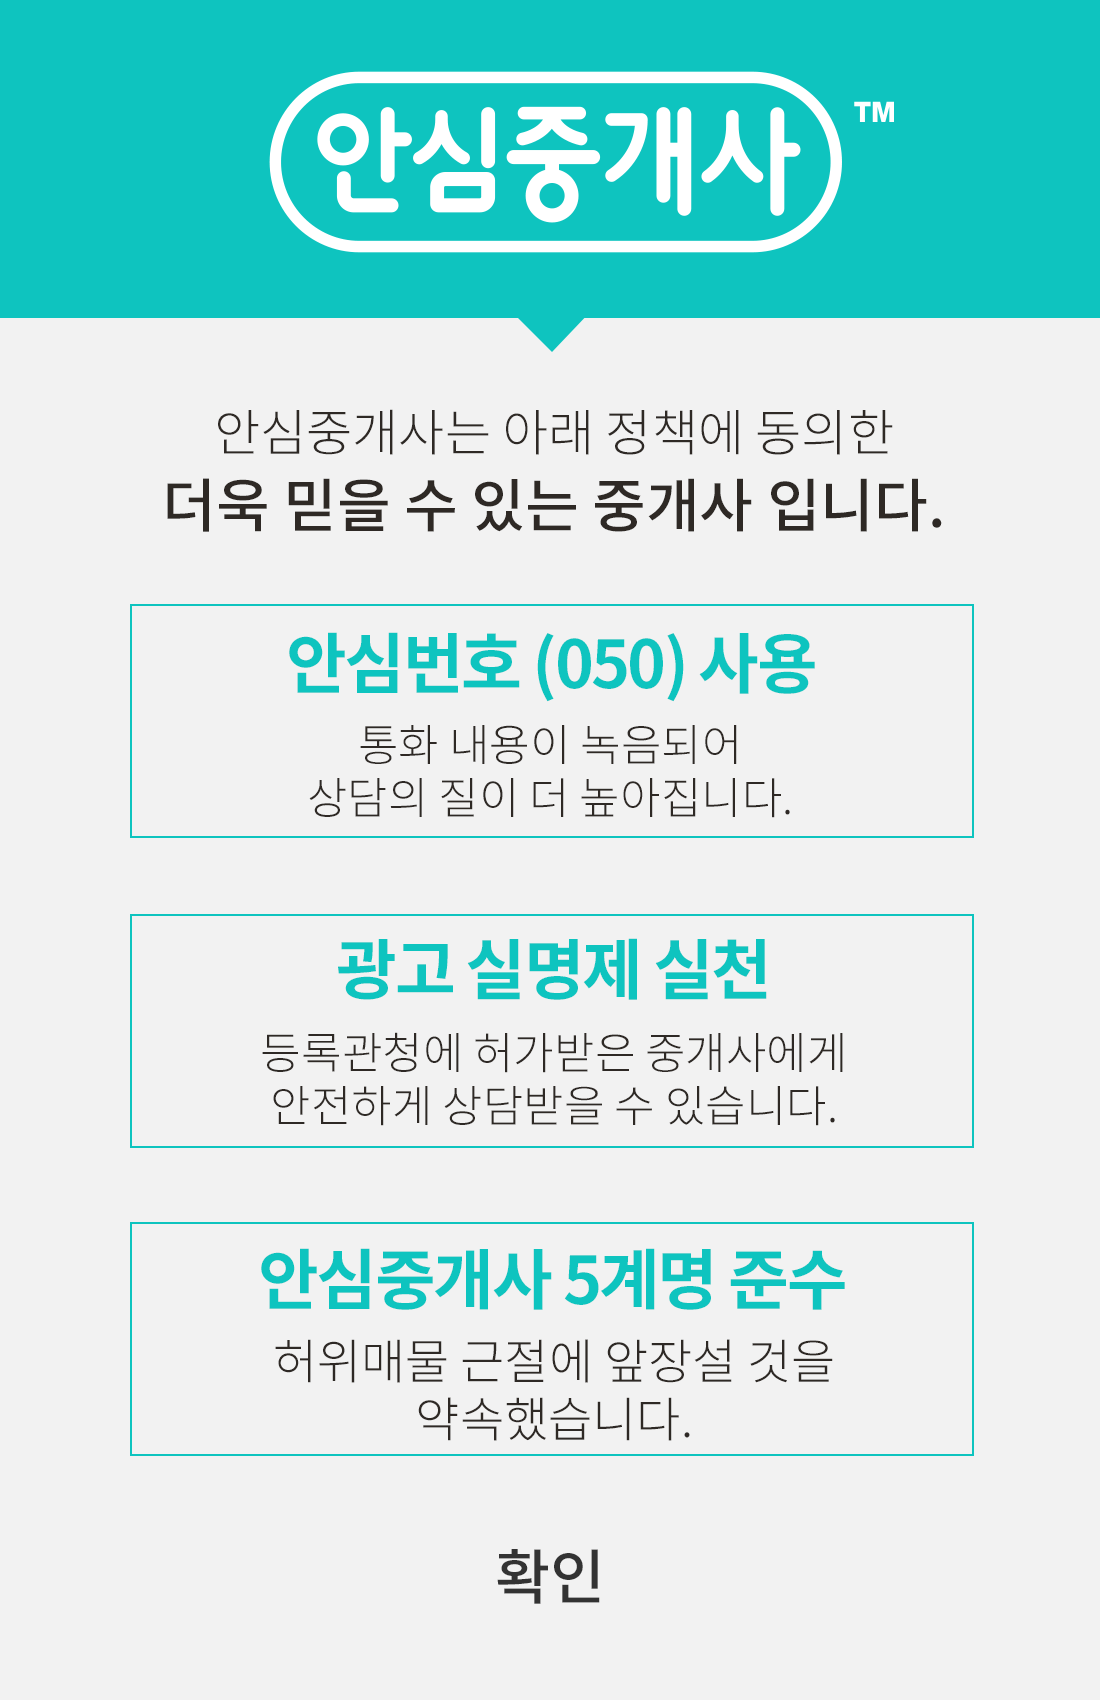 안심중개사 TM
안심중개사는 아래 정책에 동의한
더욱 믿을 수 있는 중개사 입니다.
안심번호 (050) 사용
통화 내용이 녹음되어
상담의 질이 더 높아집니다.
광고 실명제 실천
등록관청에 허가받은 중개사에게
안전하게 상담받을 수 있습니다.
안심중개사 5계명 준수
허위매물 근절에 앞장설 것을
약속했습니다.
확인